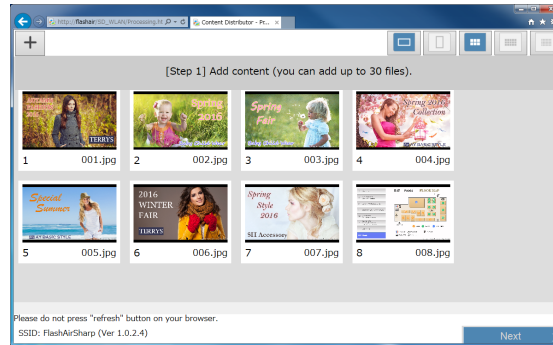 http://flashair/SD_WLAN/Processing.ht
Content Distributor - Pr...
[Step 1] Add content (you can add up to 30 files).
TERRYS
1 001.jpg
Spring
2016
2 002.jpg
Spring
Fair
3 003.jpg
Spring 2016
Collection
4 004.jpg
Special
Summer
5 005.jpg
2016
WINTER
FAIR
TERRYS
6 006.jpg
Spring
Style
2016
SII Accessory
7 007.jpg
8 008.jpg
Please do not press "refresh" button on your browser.
SSID: FlashAirSharp (Ver 1.0.2.4)
Next